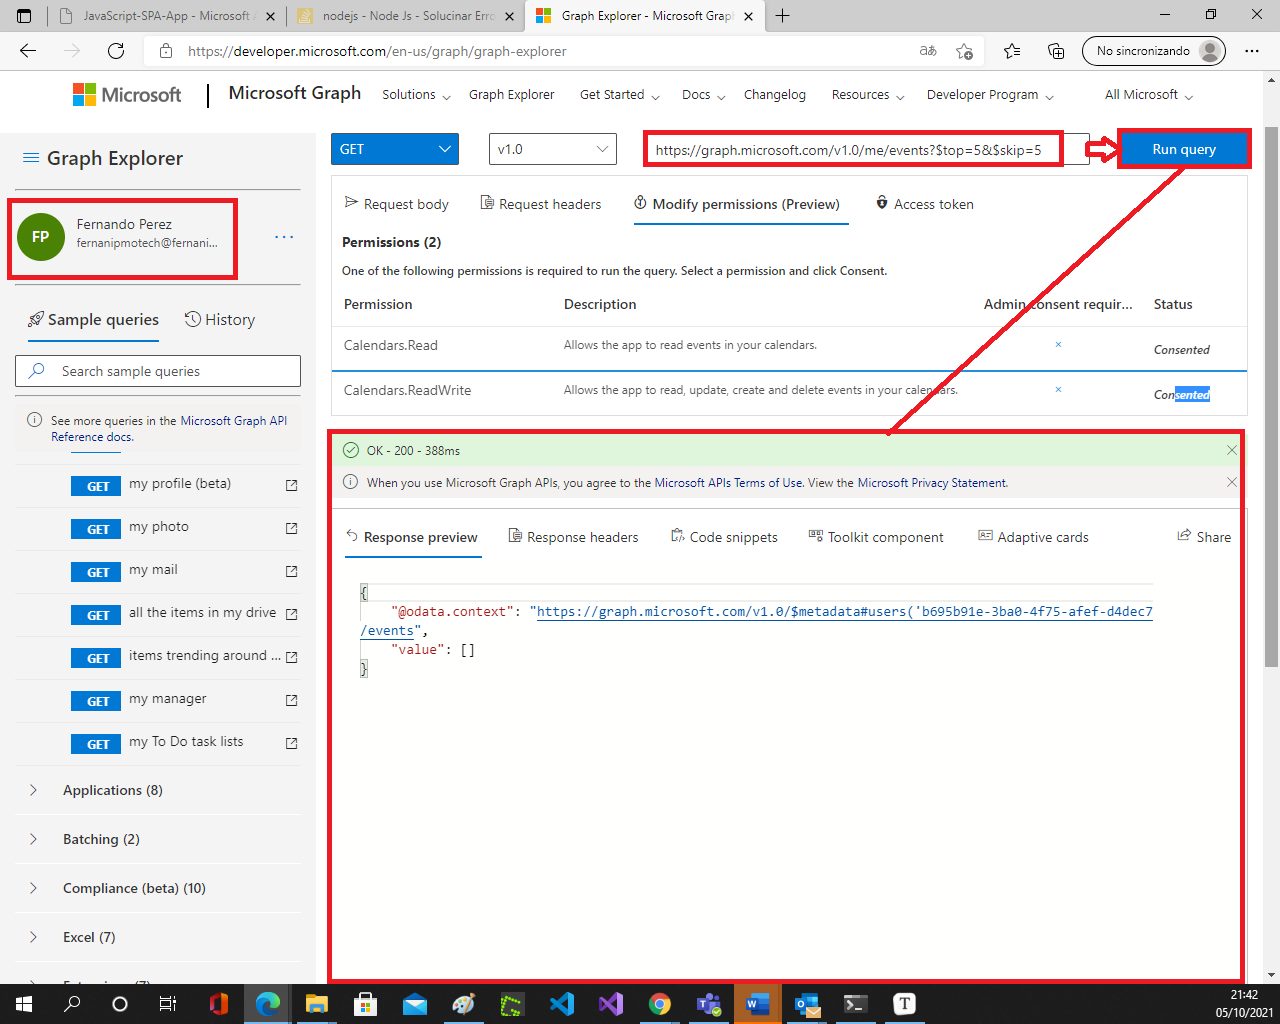 JavaScript-SPA-App - Microsoft A
nodejs - Node Js - Solucinar Erro
Graph Explorer - Microsoft Grap
https://developer.microsoft.com/en-us/graph/graph-explorer
aあ
No sincronizando
Microsoft
Microsoft Graph
Solutions
Graph Explorer
Get Started
Docs
Changelog
Resources
Developer Program
All Microsoft
Graph Explorer
GET
v1.0
https://graph.microsoft.com/v1.0/me/events?$top=5&$skip=5
Run query
FP
Fernando Perez
fernanipmotech@fernani...
Request body
Request headers
Modify permissions (Preview)
Access token
Permissions (2)
One of the following permissions is required to run the query. Select a permission and click Consent.
Permission
Description
Admin consent requir...
Status
Calendars.Read
Allows the app to read events in your calendars.
Consented
Calendars.ReadWrite
Allows the app to read, update, create and delete events in your calendars.
Consented
Sample queries
History
Search sample queries
See more queries in the Microsoft Graph API
Reference docs.
GET my profile (beta)
GET my photo
GET my mail
GET all the items in my drive
GET items trending around ...
GET my manager
GET my To Do task lists
Applications (8)
Batching (2)
Compliance (beta) (10)
Excel (7)
Extensions (7)
OK - 200 - 388ms
When you use Microsoft Graph APIs, you agree to the Microsoft APIs Terms of Use. View the Microsoft Privacy Statement.
Response preview
Response headers
Code snippets
Toolkit component
Adaptive cards
Share
{
"@odata.context": "https://graph.microsoft.com/v1.0/$metadata#users('b695b91e-3ba0-4f75-afef-d4dec7
/events",
"value": []
}
21:42
05/10/2021